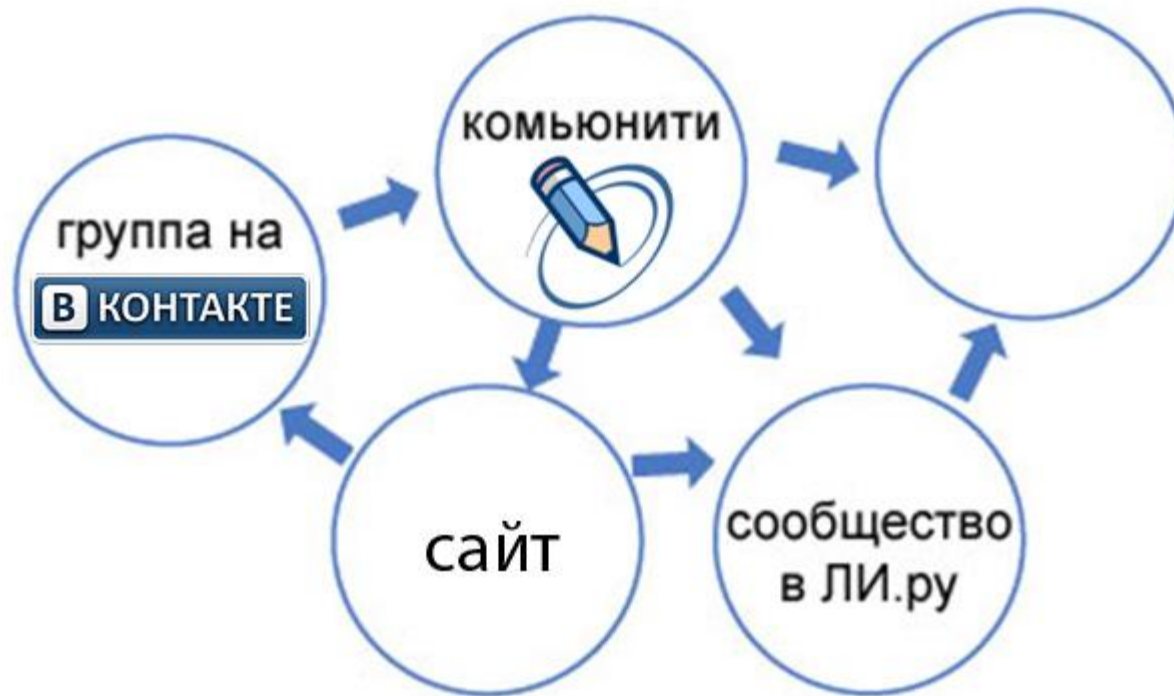 комьюнити
группа на
В КОНТАКТЕ
сайт
сообщество
в ЛИ.ру